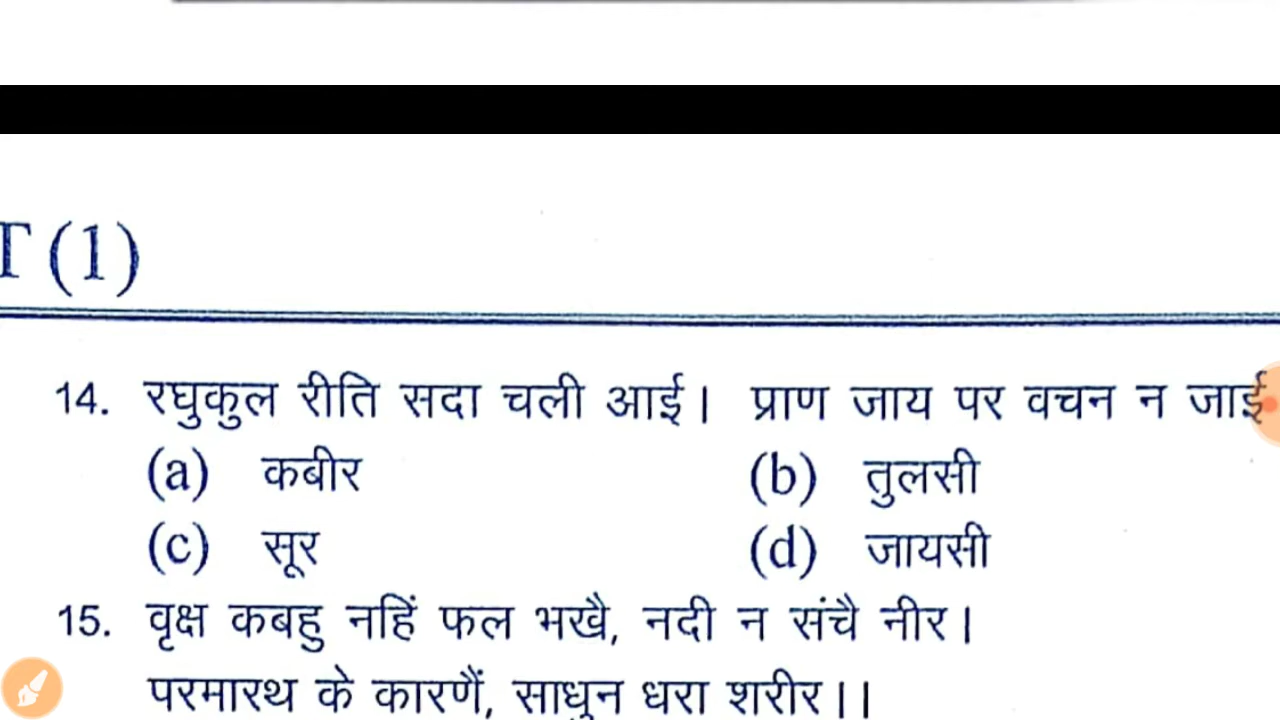 (1)
14. रघुकुल रीति सदा चली आई। प्राण जाय पर वचन न जाई
(a) कबीर (b) तुलसी
(c) सूर (d) जायसी
15. वृक्ष कबहु नहिं फल भखै, नदी न संचै नीर।
परमारथ के कारणैं, साधुन धरा शरीर।।